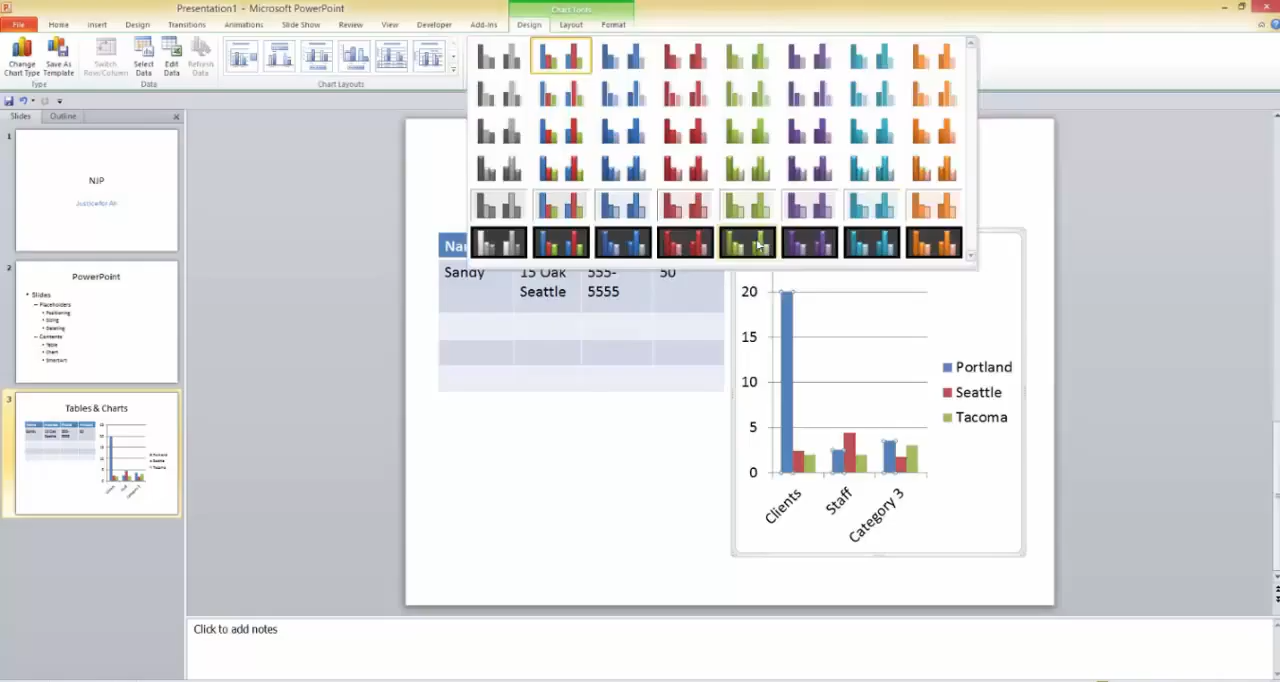 Presentation1 - Microsoft PowerPoint
Chart Tools
File Home Insert Design Transitions Animations Slide Show Review View Developer Add-Ins Design Layout Format
Change Chart Type
Save As Template
Switch Row/Column
Select Data
Edit Data
Refresh Data
Type
Data
Chart Layouts
Slides Outline
1
NJP
Justice for All
2
PowerPoint
Slides
Placeholders
Positioning
Sizing
Deleting
Contents
Table
Chart
SmartArt
3
Tables & Charts
Na
Sandy
15 Oak
Seattle
555-
5555
50
20
15
10
5
0
Clients
Staff
Category 3
Portland
Seattle
Tacoma
Click to add notes